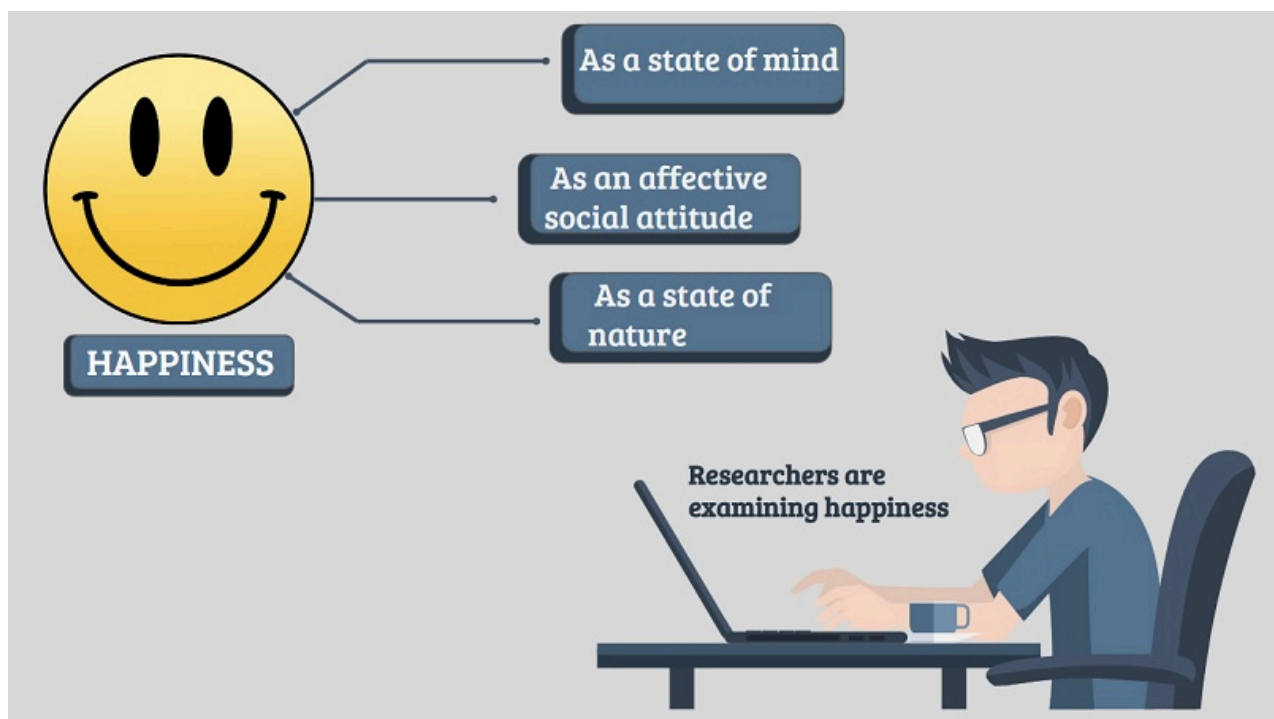 As a state of mind
As an affective
social attitude
As a state of
nature
HAPPINESS
Researchers are
examining happiness